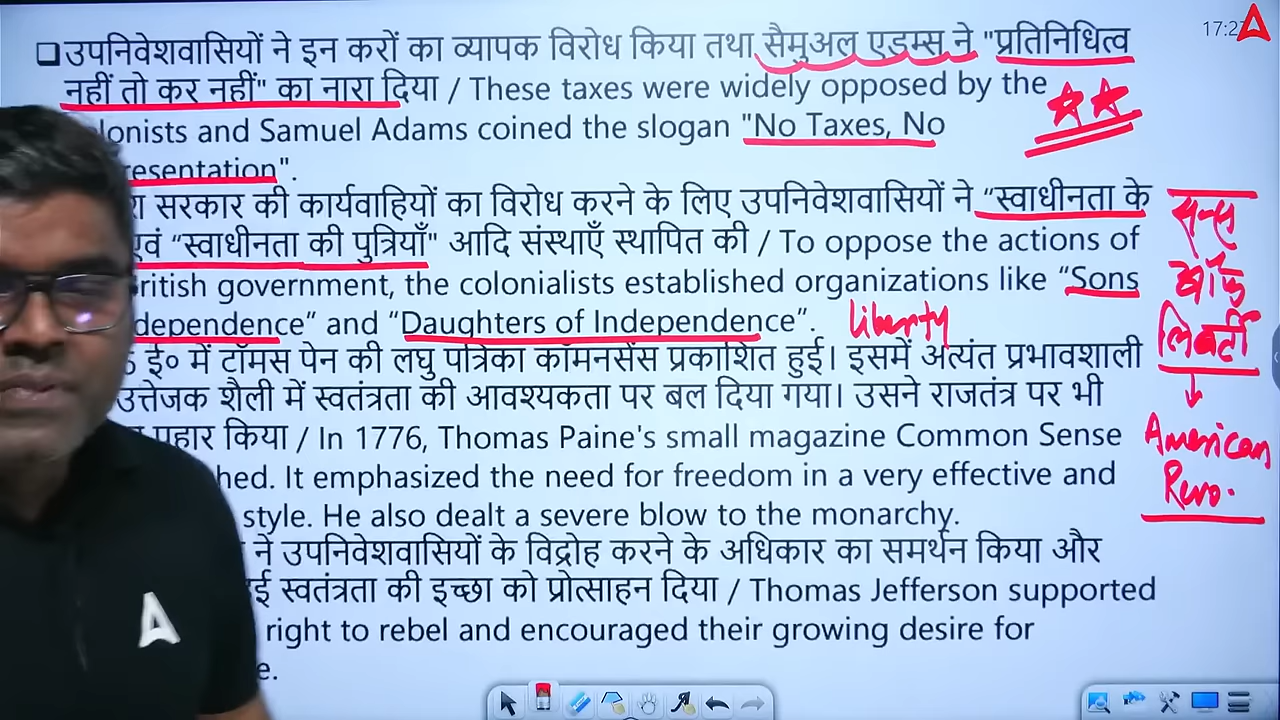 17:2
❑उपनिवेशवासियों ने इन करों का व्यापक विरोध किया तथा सैमुअल एडम्स ने "प्रतिनिधित्व
नहीं तो कर नहीं" का नारा दिया / These taxes were widely opposed by the
lonists and Samuel Adams coined the slogan "No Taxes, No
resentation".
सरकार की कार्यवाहियों का विरोध करने के लिए उपनिवेशवासियों ने “स्वाधीनता के
एवं “स्वाधीनता की पुत्रियाँ" आदि संस्थाएँ स्थापित की / To oppose the actions of
ritish government, the colonialists established organizations like “Sons
dependence” and “Daughters of Independence”.
liberty
ई० में टॉमस पेन की लघु पत्रिका कॉमनसेंस प्रकाशित हुई। इसमें अत्यंत प्रभावशाली
उत्तेजक शैली में स्वतंत्रता की आवश्यकता पर बल दिया गया। उसने राजतंत्र पर भी
प्रहार किया / In 1776, Thomas Paine's small magazine Common Sense
hed. It emphasized the need for freedom in a very effective and
style. He also dealt a severe blow to the monarchy.
ने उपनिवेशवासियों के विद्रोह करने के अधिकार का समर्थन किया और
ई स्वतंत्रता की इच्छा को प्रोत्साहन दिया / Thomas Jefferson supported
right to rebel and encouraged their growing desire for
e.
सन्स
ऑफ
लिबर्टी
American
Revo.